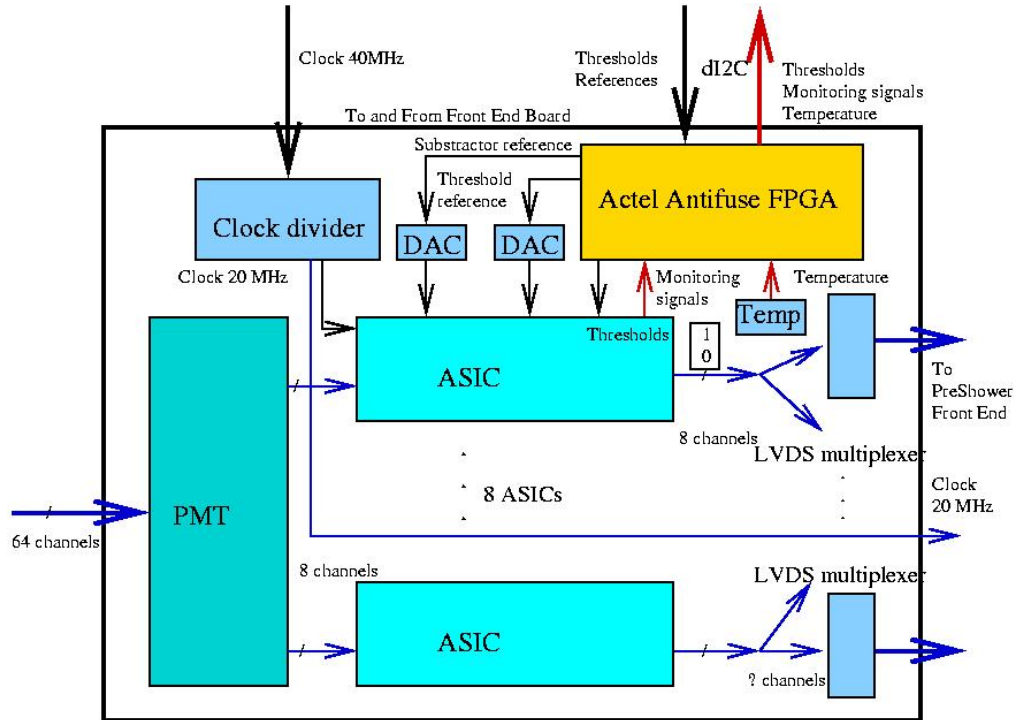 Clock 40MHz
Thresholds
References
dI2C
Thresholds
Monitoring signals
Temperature
To and From Front End Board
Substractor reference
Threshold
reference
Actel Antifuse FPGA
Clock divider
DAC
DAC
Clock 20 MHz
Monitoring
signals
Temperature
Temp
Thresholds
1
0
ASIC
To
PreShower
Front End
8 channels
LVDS multiplexer
8 ASICs
Clock
20 MHz
PMT
64 channels
8 channels
LVDS multiplexer
ASIC
? channels